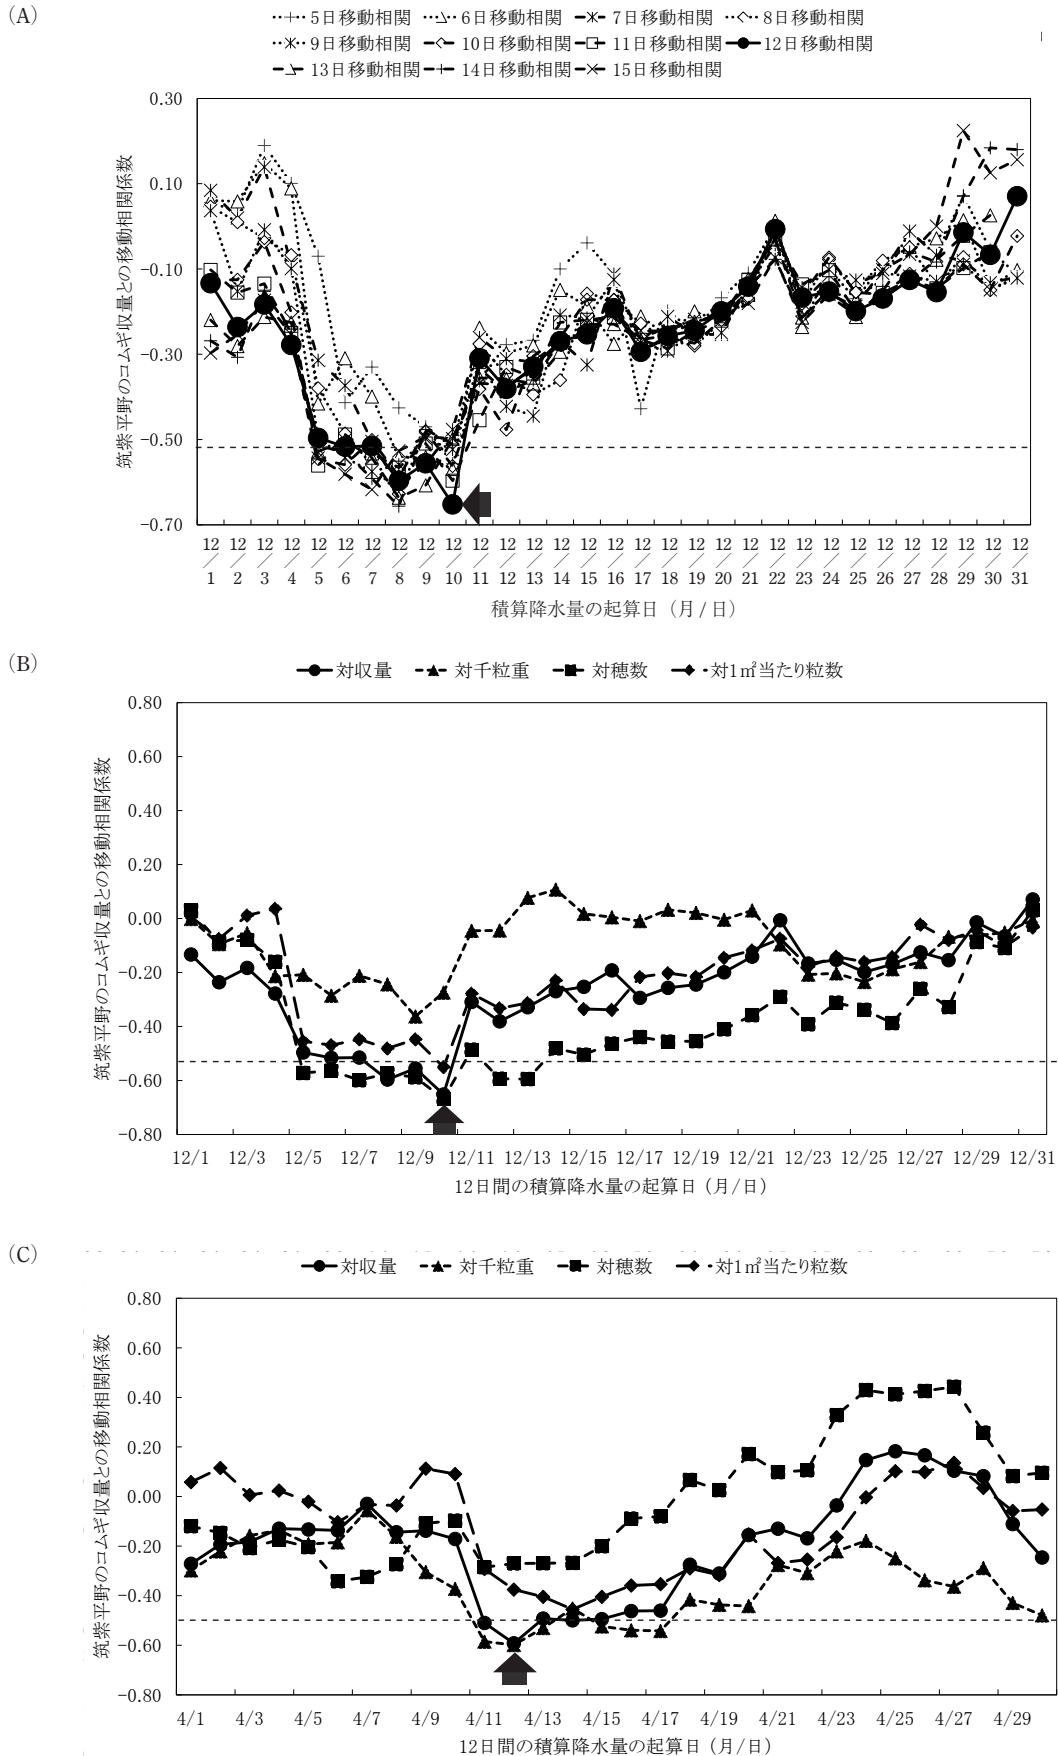 (A)
5日移動相関 6日移動相関 7日移動相関 8日移動相関
9日移動相関 10日移動相関 11日移動相関 12日移動相関
13日移動相関 14日移動相関 15日移動相関
筑紫平野のコムギ収量との移動相関係数
0.30
0.10
-0.10
-0.30
-0.50
-0.70
12/1 12/2 12/3 12/4 12/5 12/6 12/7 12/8 12/9 12/10 12/11 12/12 12/13 12/14 12/15 12/16 12/17 12/18 12/19 12/20 12/21 12/22 12/23 12/24 12/25 12/26 12/27 12/28 12/29 12/30 12/31
積算降水量の起算日（月/日）
(B)
対収量 対千粒重 対穂数 対1㎡当たり粒数
筑紫平野のコムギ収量との移動相関係数
0.80
0.60
0.40
0.20
0.00
-0.20
-0.40
-0.60
-0.80
12/1 12/3 12/5 12/7 12/9 12/11 12/13 12/15 12/17 12/19 12/21 12/23 12/25 12/27 12/29 12/31
12日間の積算降水量の起算日（月/日）
(C)
対収量 対千粒重 対穂数 対1㎡当たり粒数
筑紫平野のコムギ収量との移動相関係数
0.80
0.60
0.40
0.20
0.00
-0.20
-0.40
-0.60
-0.80
4/1 4/3 4/5 4/7 4/9 4/11 4/13 4/15 4/17 4/19 4/21 4/23 4/25 4/27 4/29
12日間の積算降水量の起算日（月/日）